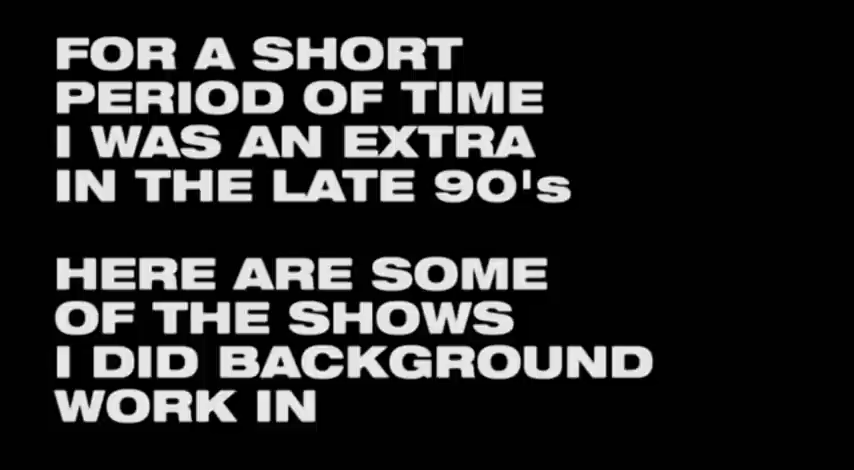 FOR A SHORT
PERIOD OF TIME
I WAS AN EXTRA
IN THE LATE 90's
HERE ARE SOME
OF THE SHOWS
I DID BACKGROUND
WORK IN